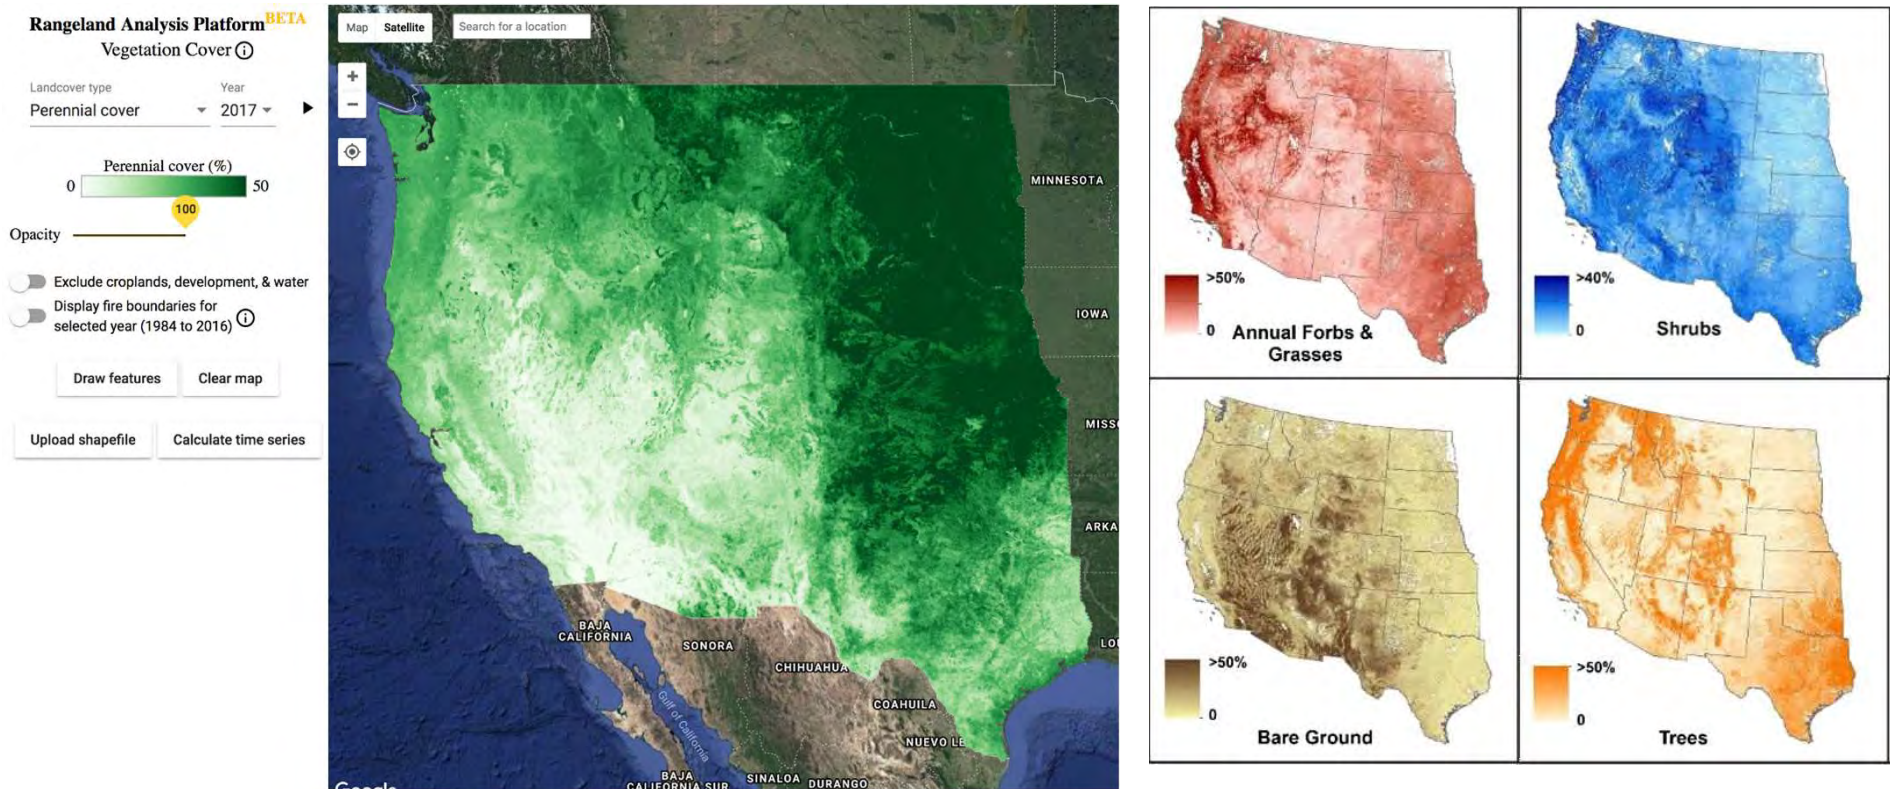 Rangeland Analysis Platform BETA
Vegetation Cover
Landcover type
Year
Perennial cover
2017
Perennial cover (%)
0
50
100
Opacity
Exclude croplands, development, & water
Display fire boundaries for
selected year (1984 to 2016)
Draw features
Clear map
Upload shapefile
Calculate time series
Map
Satellite
Search for a location
+
−
MINNESOTA
IOWA
MISS
ARKA
LO
BAJA
CALIFORNIA
SONORA
CHIHUAHUA
COAHUILA
Gulf of California
NUEVO LE
BAJA
CALIFORNIA SUR
SINALOA
DURANGO
Google
>50%
0
Annual Forbs &
Grasses
>40%
0
Shrubs
>50%
0
Bare Ground
>50%
0
Trees